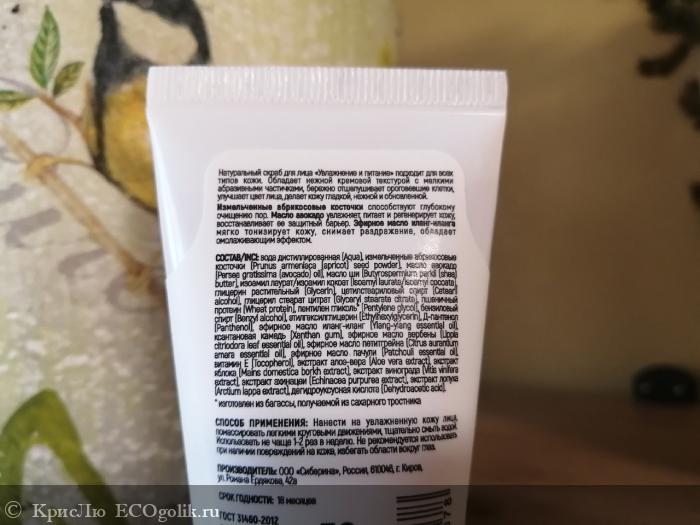 Натуральный скраб для лица «Увлажнение и питание» подходит для всех
типов кожи. Обладает нежной кремовой текстурой с мелкими
абразивными частичками, бережно отшелушивает ороговевшие клетки,
улучшает цвет лица, делает кожу гладкой, нежной и обновленной.
Измельченные абрикосовые косточки способствуют глубокому
очищению пор. Масло авокадо увлажняет, питает и регенерирует кожу,
восстанавливает ее защитный барьер. Эфирное масло иланг-иланга
мягко тонизирует кожу, снимает раздражение, обладает
омолаживающим эффектом.
СОСТАВ/INCI: вода дистиллированная (Aqua), измельченные абрикосовые
косточки (Prunus armeniaca (apricot) seed powder), масло авокадо
(Persea gratissima (avocado) oil), масло ши (Butyrospermum parkii (shea)
butter), изоамил лаурат/изоамил кокоат (Isoamyl laurate/isoamyl cocoate),
глицерин растительный (Glycerin), цетилстеариловый спирт (Cetearyl
alcohol), глицерил стеарат цитрат (Glyceryl stearate citrate), пшеничный
протеин (Wheat protein), пентилен гликоль* (Pentylene glycol), бензиловый
спирт (Benzyl alcohol), этилгексилглицерин (Ethylhexylglycerin), Д-пантенол
(Panthenol), эфирное масло иланг-иланг (Ylang-ylang essential oil),
ксантановая камедь (Xanthan gum), эфирное масло вербены (Lippia
citriodora leaf essential oil), эфирное масло петитгрейна (Citrus aurantium
amara essential oil), эфирное масло пачули (Patchouli essential oil),
витамин Е (Tocopherol), экстракт алоэ-вера (Aloe vera extract), экстракт
яблока (Mains domestica borkh extract), экстракт винограда (Vitis vinifera
extract), экстракт эхинацеи (Echinacea purpurea extract), экстракт лопуха
(Arctium lappa extract), дегидроуксусная кислота (Dehydroacetic acid).
* изготовлен из багассы, получаемой из сахарного тростника
СПОСОБ ПРИМЕНЕНИЯ: Нанести на увлажненную кожу лица,
помассировать легкими круговыми движениями, тщательно смыть водой.
Использовать не чаще 1-2 раз в неделю. Не рекомендуется использовать
при наличии повреждений на коже, избегать области вокруг глаз.
ПРОИЗВОДИТЕЛЬ: ООО «Сиберина», Россия, 610046, г. Киров,
ул. Романа Ердякова, 42а
СРОК ГОДНОСТИ: 18 месяцев
ГОСТ 31460-2012
© КрисЛю ECOgolik.ru